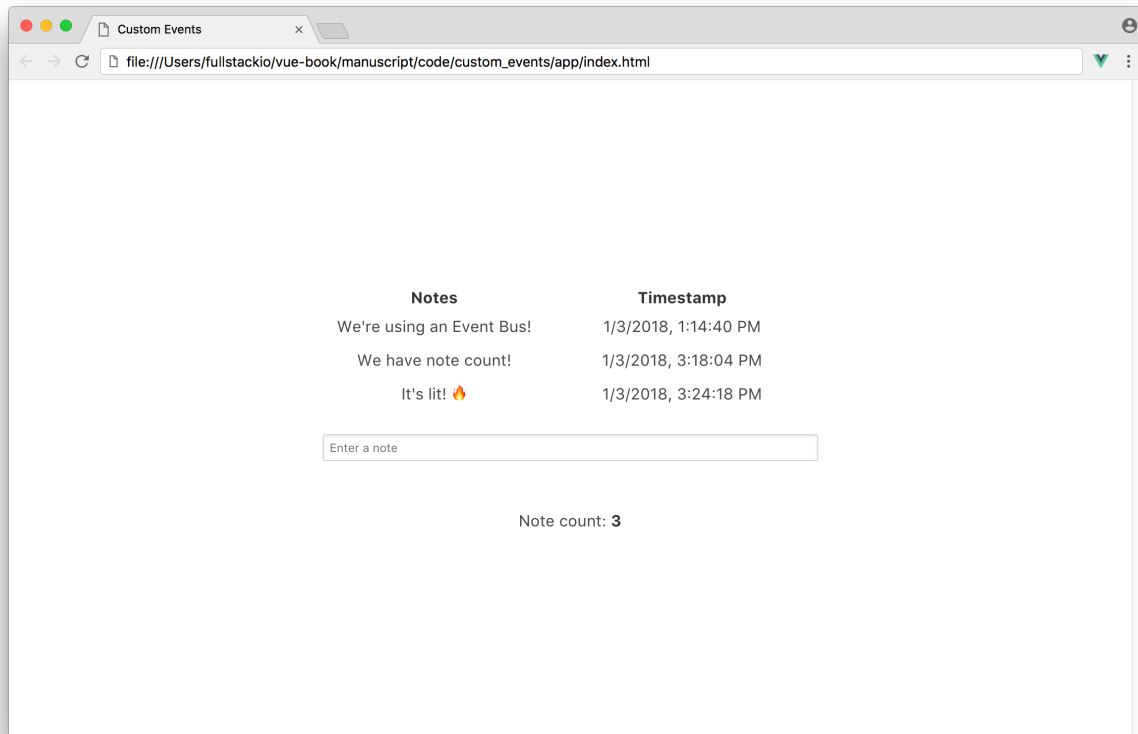 Custom Events
file:///Users/fullstackio/vue-book/manuscript/code/custom_events/app/index.html
Notes Timestamp
We're using an Event Bus! 1/3/2018, 1:14:40 PM
We have note count! 1/3/2018, 3:18:04 PM
It's lit! 🔥 1/3/2018, 3:24:18 PM
Enter a note
Note count: 3